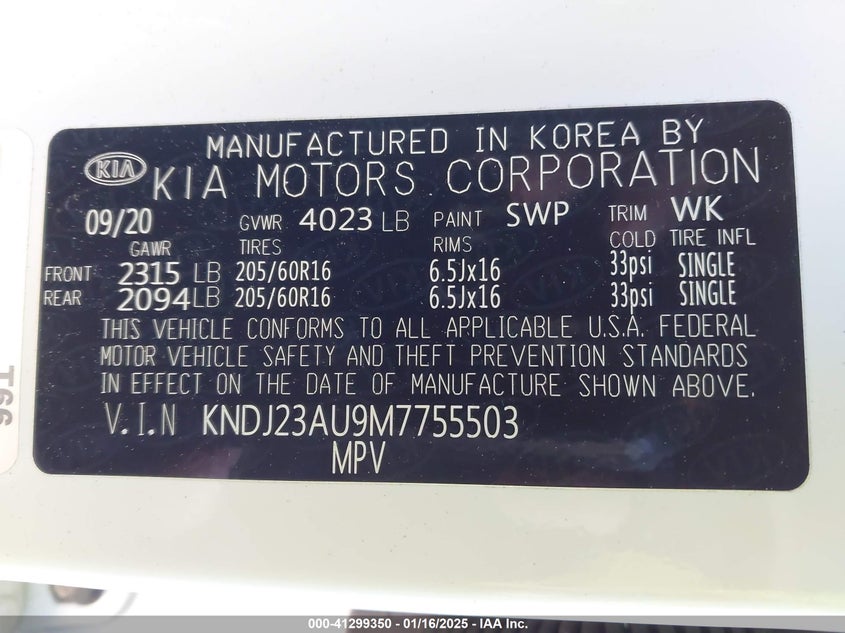 MANUFACTURED IN KOREA BY
KIA KIA MOTORS CORPORATION
09/20 GVWR 4023 LB PAINT SWP TRIM WK
GAWR TIRES RIMS COLD TIRE INFL
FRONT 2315 LB 205/60R16 6.5Jx16 33psi SINGLE
REAR 2094 LB 205/60R16 6.5Jx16 33psi SINGLE
THIS VEHICLE CONFORMS TO ALL APPLICABLE U.S.A. FEDERAL
MOTOR VEHICLE SAFETY AND THEFT PREVENTION STANDARDS
IN EFFECT ON THE DATE OF MANUFACTURE SHOWN ABOVE.
V.I.N KNDJ23AU9M7755503
MPV
000-41299350 - 01/16/2025 - IAA Inc.